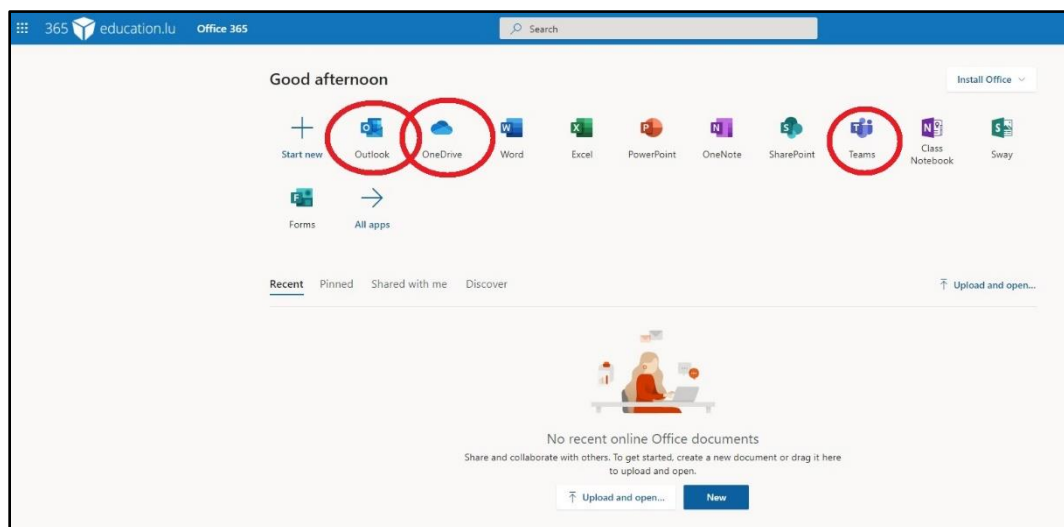 365 education.lu Office 365 Search
Good afternoon Install Office
Start new Outlook OneDrive Word Excel PowerPoint OneNote SharePoint Teams Class Notebook Sway
Forms All apps
Recent Pinned Shared with me Discover Upload and open...
No recent online Office documents
Share and collaborate with others. To get started, create a new document or drag it here
to upload and open.
Upload and open... New